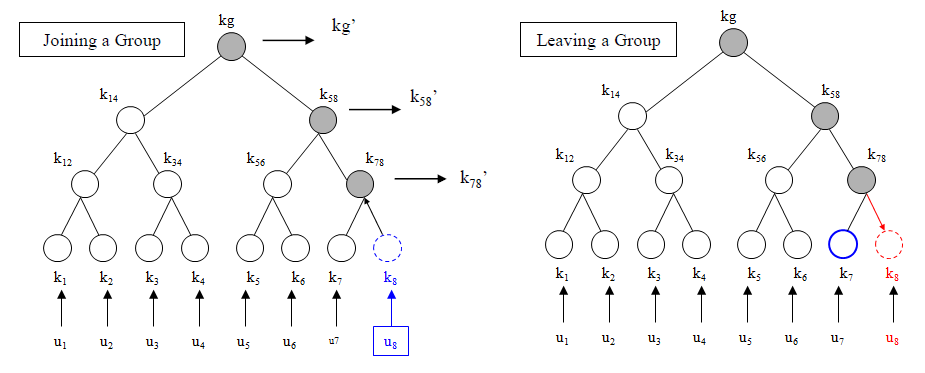 Joining a Group
kg
kg’
k14
k58
k58’
k12
k34
k56
k78
k78’
k1 k2 k3 k4 k5 k6 k7 k8
u1 u2 u3 u4 u5 u6 u7 u8
Leaving a Group
kg
k14
k58
k12
k34
k56
k78
k1 k2 k3 k4 k5 k6 k7 k8
u1 u2 u3 u4 u5 u6 u7 u8